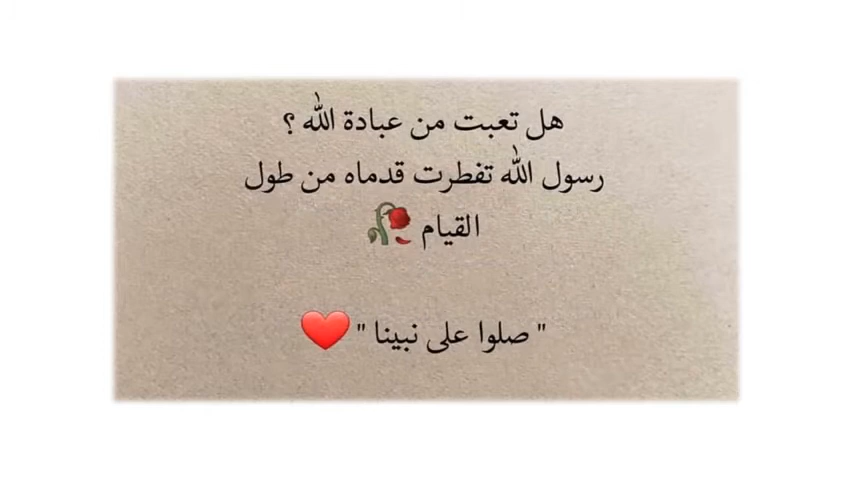 هل تعبت من عبادة الله ؟
رسول الله تفطرت قدماه من طول
القيام 🥀
" صلوا على نبينا " ❤️